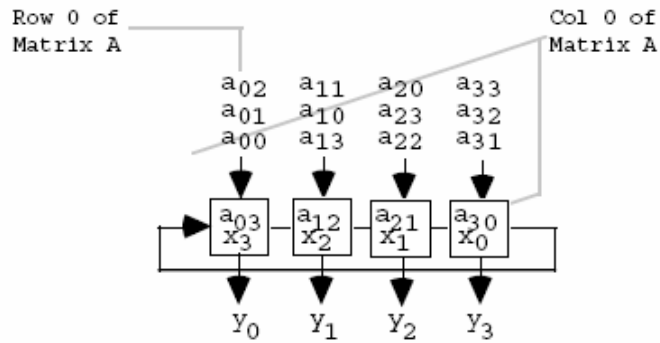 Row 0 of Col 0 of
Matrix A Matrix A
a₀₂ a₁₁ a₂₀ a₃₃
a₀₁ a₁₀ a₂₃ a₃₂
a₀₀ a₁₃ a₂₂ a₃₁
a₀₃ a₁₂ a₂₁ a₃₀
x₃ x₂ x₁ x₀
y₀ y₁ y₂ y₃